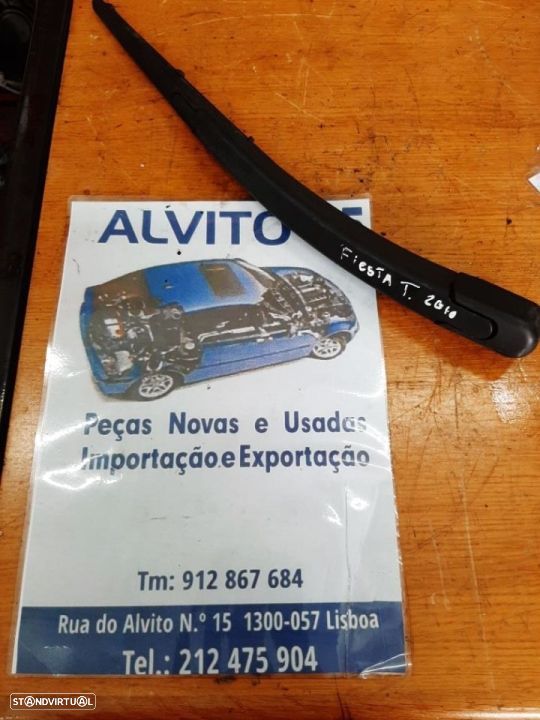 ALVITO
FIESTA T. 2010
Peças Novas e Usadas
Importação e Exportação
Tm: 912 867 684
Rua do Alvito N.º 15 1300-057 Lisboa
Tel.: 212 475 904
STANDVIRTUAL